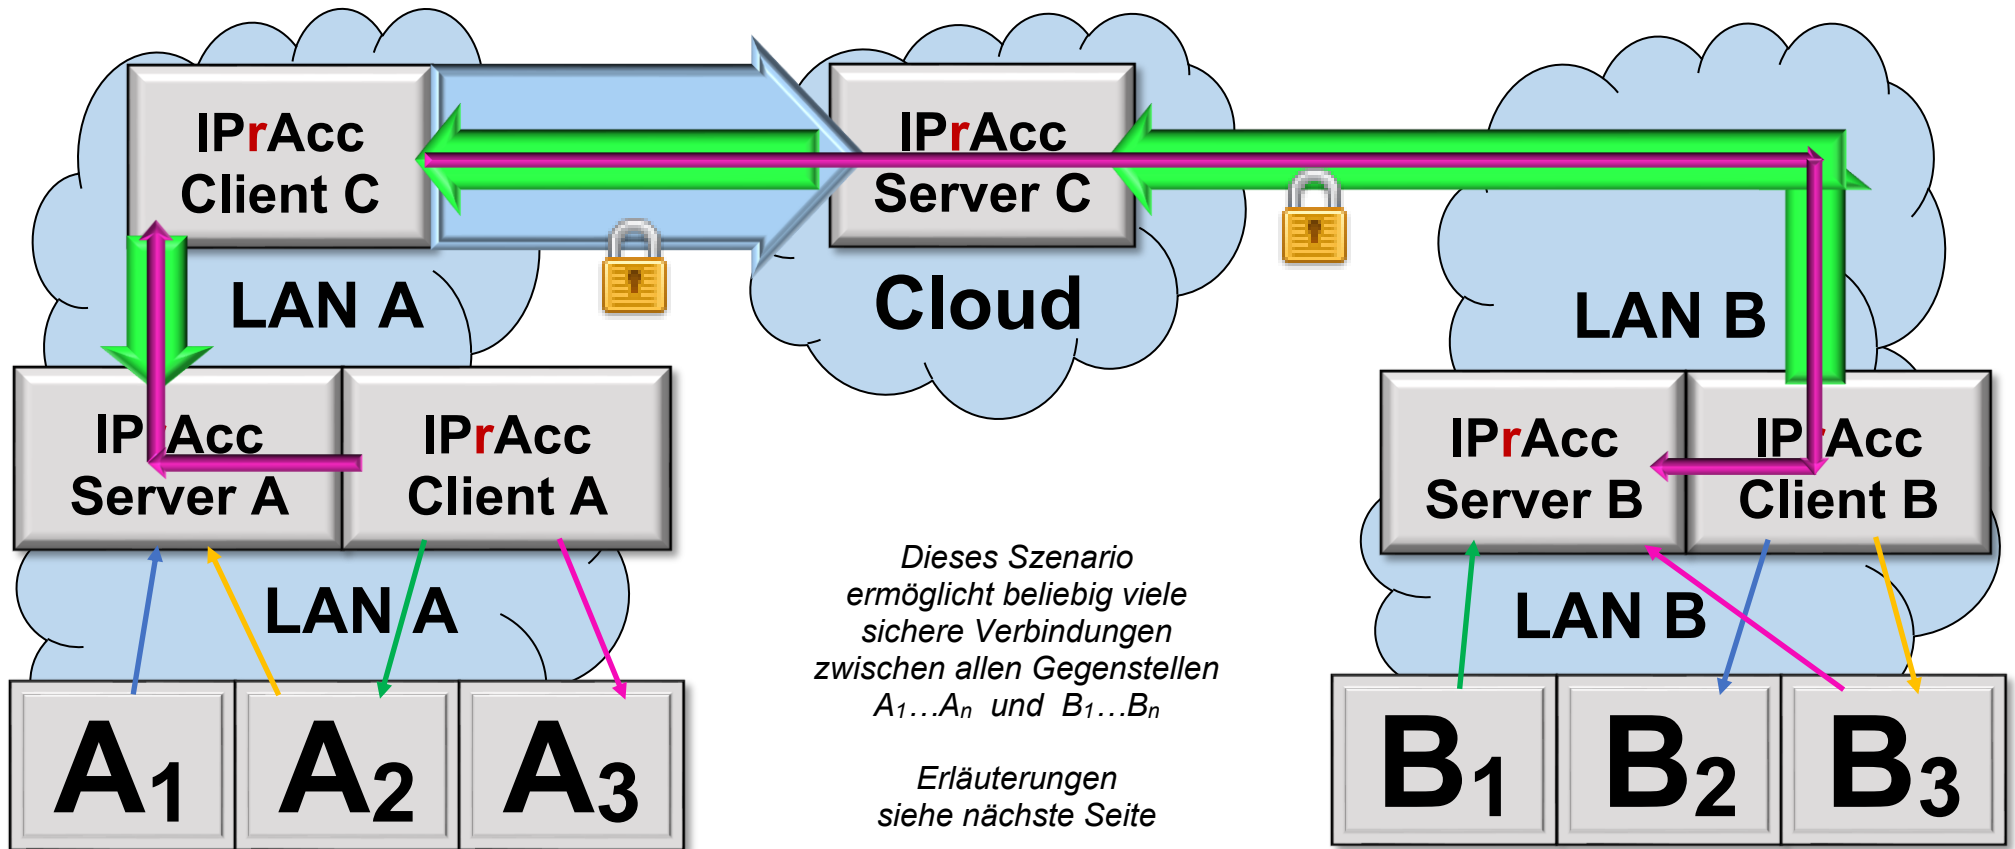 IPrAcc
Client C
IPrAcc
Server C
LAN A
Cloud
LAN B
IPrAcc
Server A
IPrAcc
Client A
IPrAcc
Server B
IPrAcc
Client B
LAN A
LAN B
Dieses Szenario
ermöglicht beliebig viele
sichere Verbindungen
zwischen allen Gegenstellen
A1…An und B1…Bn
Erläuterungen
siehe nächste Seite
A1
A2
A3
B1
B2
B3